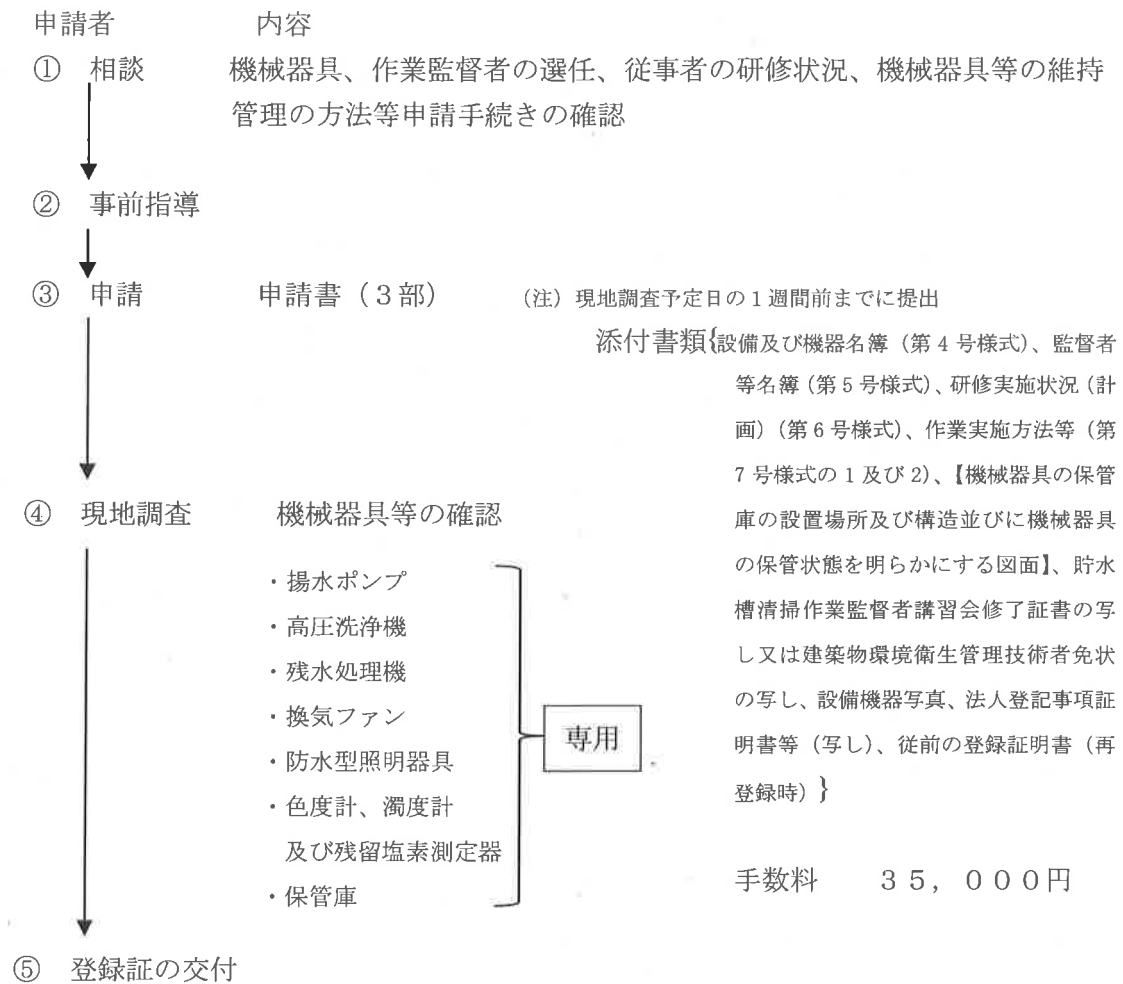 申請者 内容
① 相談 機械器具、作業監督者の選任、従事者の研修状況、機械器具等の維持
管理の方法等申請手続きの確認
② 事前指導
③ 申請 申請書（３部） （注）現地調査予定日の１週間前までに提出
添付書類{設備及び機器名簿（第４号様式）、監督者
等名簿（第５号様式）、研修実施状況（計
画）（第６号様式）、作業実施方法等（第
７号様式の１及び２）、【機械器具の保管
庫の設置場所及び構造並びに機械器具
の保管状態を明らかにする図面】、貯水
槽清掃作業監督者講習会修了証書の写
し又は建築物環境衛生管理技術者免状
の写し、設備機器写真、法人登記事項証
明書等（写し）、従前の登録証明書（再
登録時）}
④ 現地調査 機械器具等の確認
・揚水ポンプ
・高圧洗浄機
・残水処理機
・換気ファン
・防水型照明器具
・色度計、濁度計
及び残留塩素測定器
・保管庫
専用
手数料 ３５，０００円
⑤ 登録証の交付